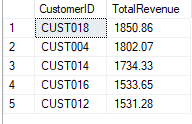 CustomerID TotalRevenue
1 CUST018 1850.86
2 CUST004 1802.07
3 CUST014 1734.33
4 CUST016 1533.65
5 CUST012 1531.28